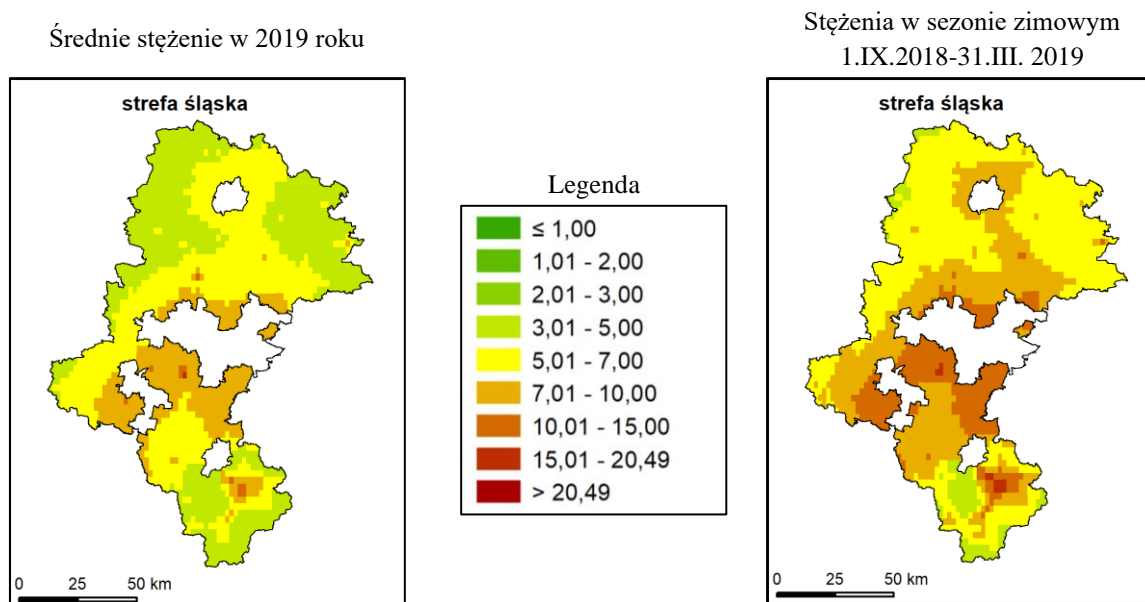 Średnie stężenie w 2019 roku
strefa śląska
0 25 50 km
Legenda
≤ 1,00
1,01 - 2,00
2,01 - 3,00
3,01 - 5,00
5,01 - 7,00
7,01 - 10,00
10,01 - 15,00
15,01 - 20,49
> 20,49
Stężenia w sezonie zimowym
1.IX.2018-31.III. 2019
strefa śląska
0 25 50 km